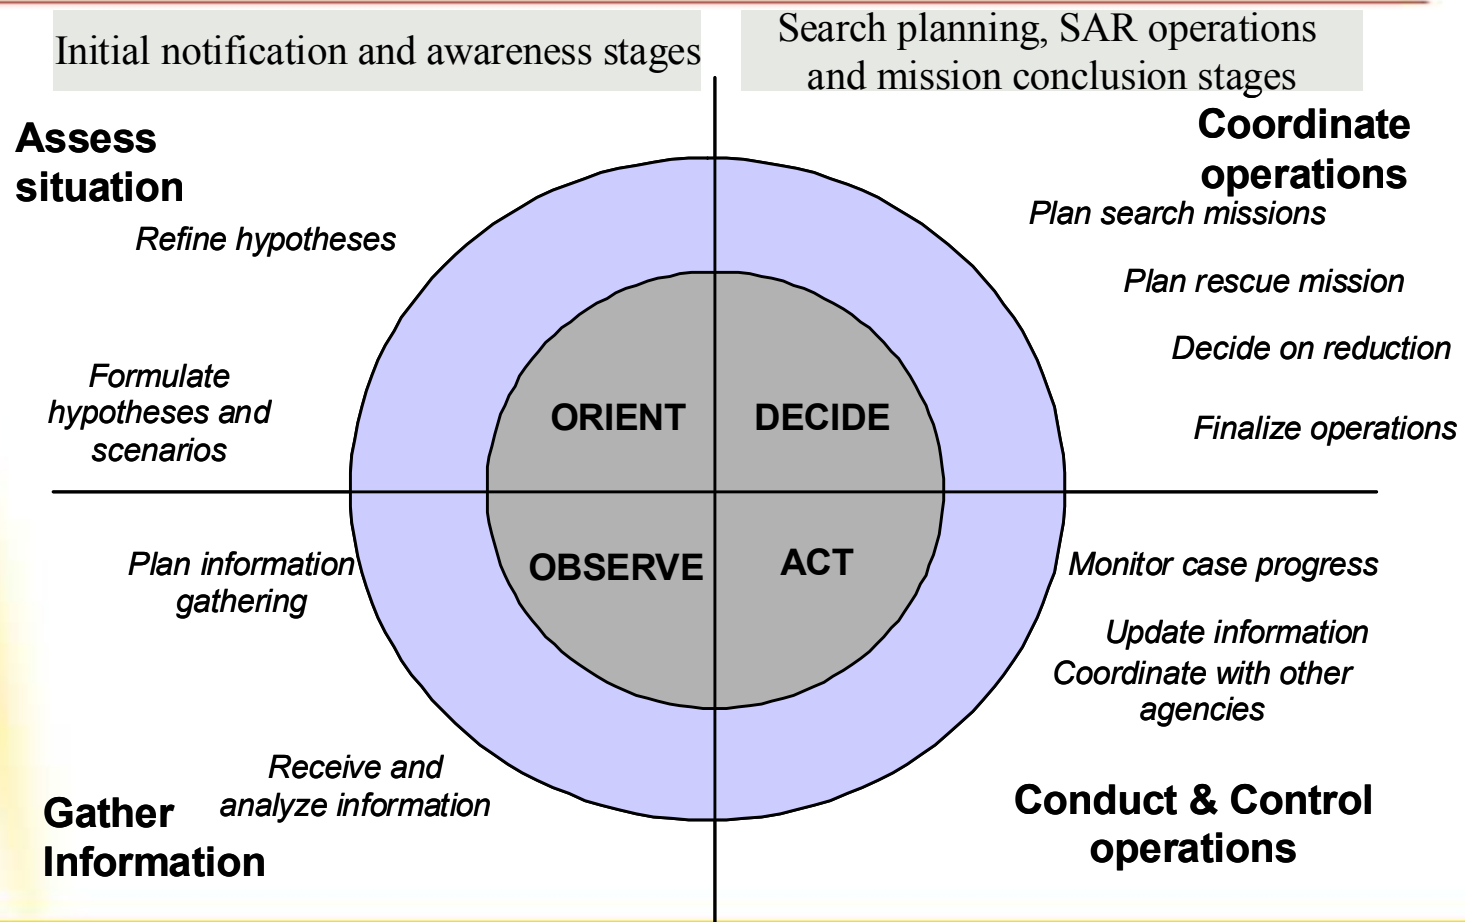 Initial notification and awareness stages
Search planning, SAR operations
and mission conclusion stages
Assess
situation
Refine hypotheses
Formulate
hypotheses and
scenarios
Coordinate
operations
Plan search missions
Plan rescue mission
Decide on reduction
Finalize operations
ORIENT
DECIDE
OBSERVE
ACT
Plan information
gathering
Receive and
analyze information
Gather
Information
Monitor case progress
Update information
Coordinate with other
agencies
Conduct & Control
operations